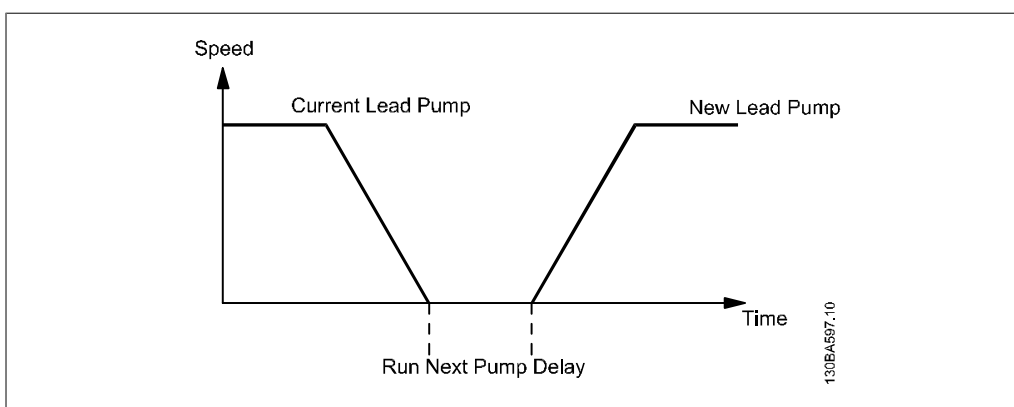 Speed
Current Lead Pump
New Lead Pump
Time
Run Next Pump Delay
130BA597.10